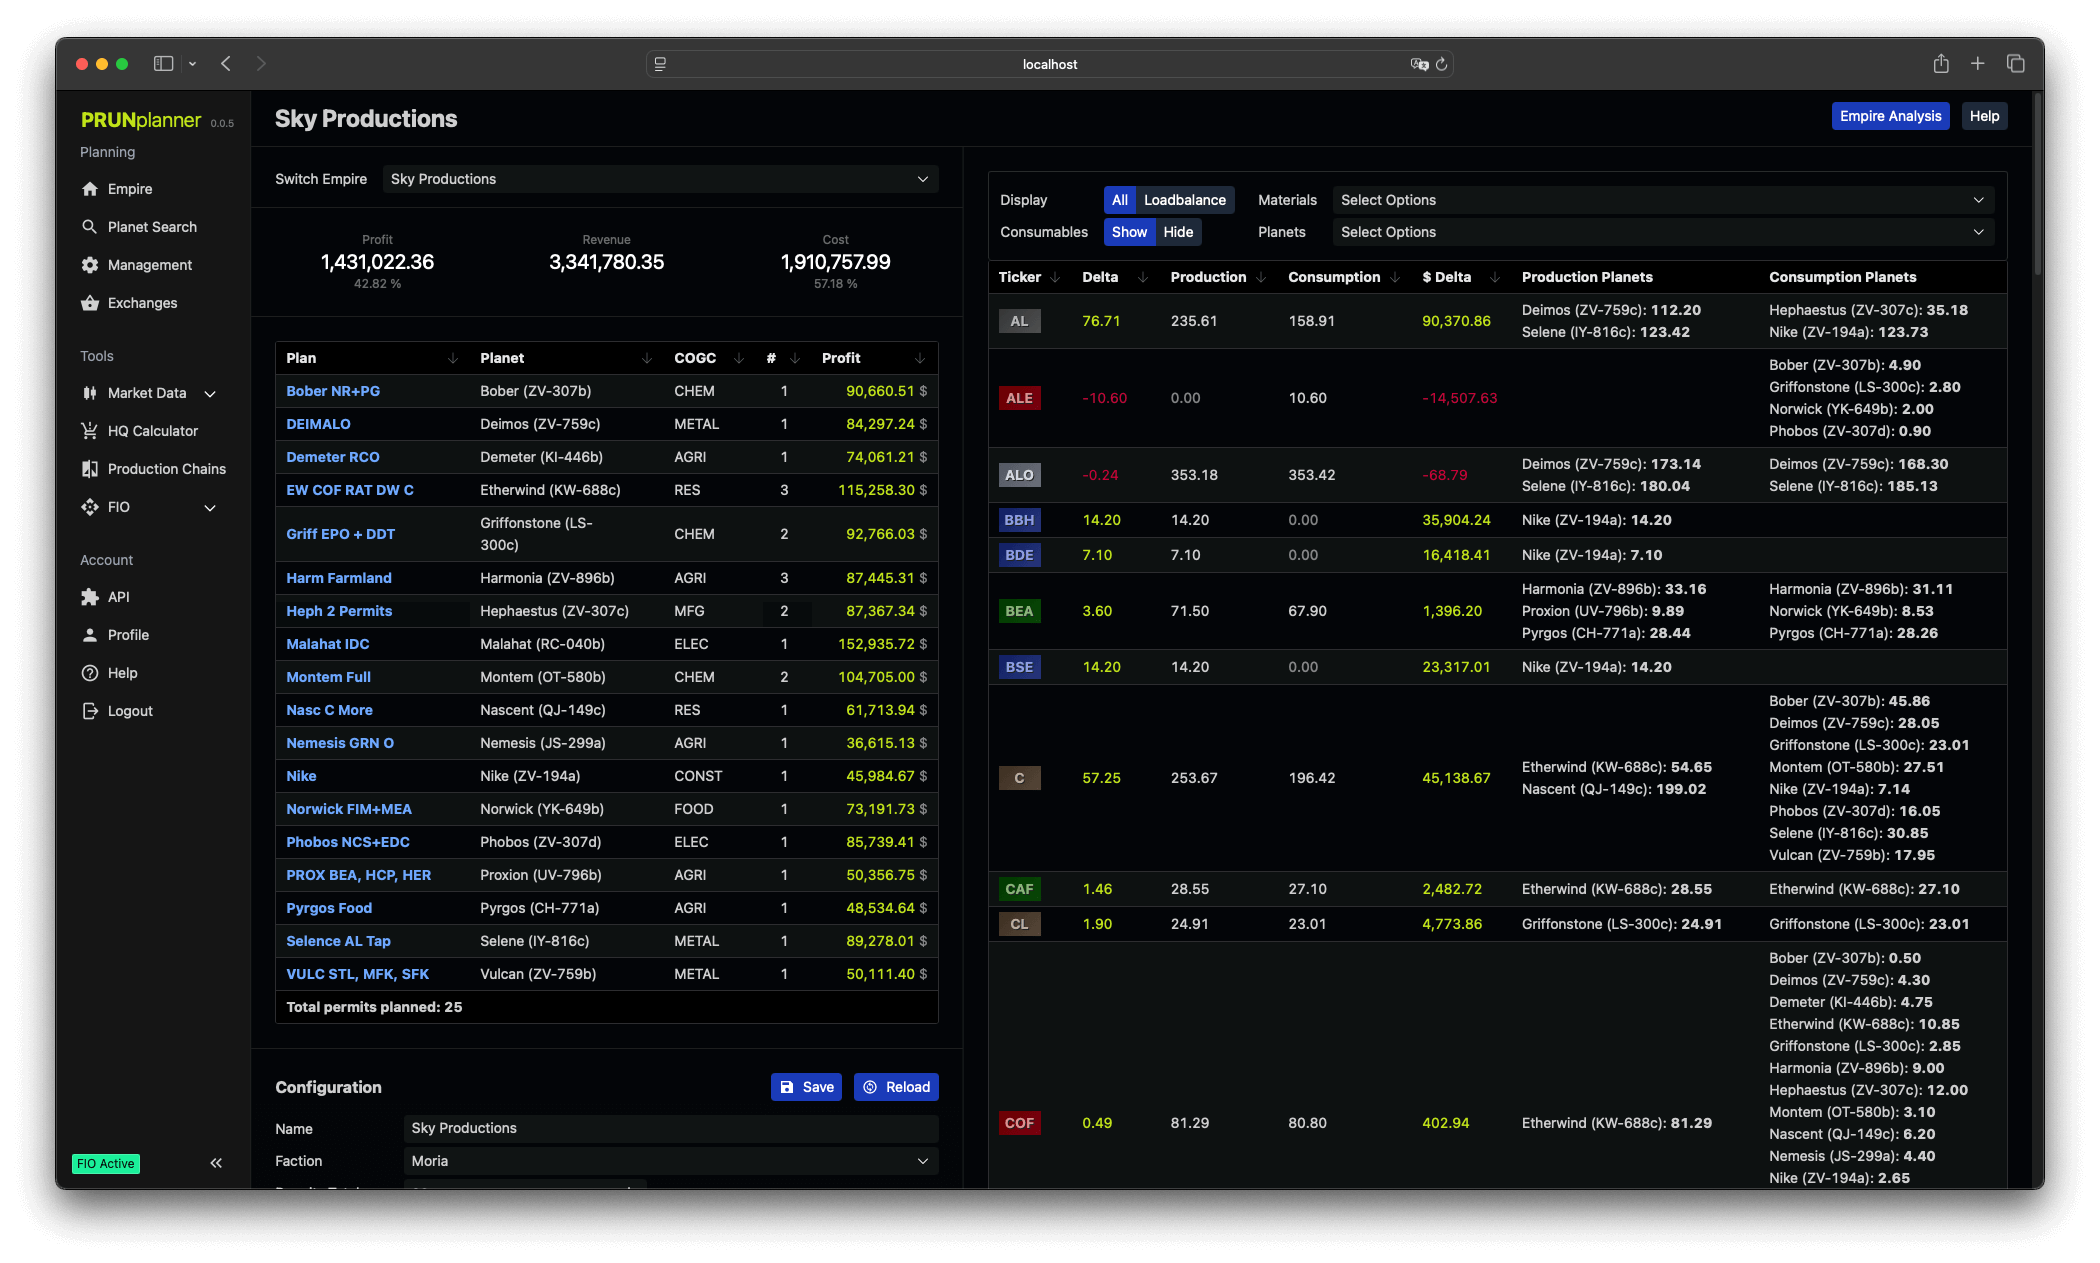 localhost
PRUNplanner 0.0.5
Planning
Empire
Planet Search
Management
Exchanges
Tools
Market Data
HQ Calculator
Production Chains
FIO
Account
API
Profile
Help
Logout
FIO Active
Sky Productions
Empire Analysis
Help
Switch Empire Sky Productions
Profit Revenue Cost
1,431,022.36 3,341,780.35 1,910,757.99
42.82 % 57.18 %
Plan Planet COGC # Profit
Bober NR+PG Bober (ZV-307b) CHEM 1 90,660.51 $
DEIMALO Deimos (ZV-759c) METAL 1 84,297.24 $
Demeter RCO Demeter (KI-446b) AGRI 1 74,061.21 $
EW COF RAT DW C Etherwind (KW-688c) RES 3 115,258.30 $
Griff EPO + DDT Griffonstone (LS-
300c) CHEM 2 92,766.03 $
Harm Farmland Harmonia (ZV-896b) AGRI 3 87,445.31 $
Heph 2 Permits Hephaestus (ZV-307c) MFG 2 87,367.34 $
Malahat IDC Malahat (RC-040b) ELEC 1 152,935.72 $
Montem Full Montem (OT-580b) CHEM 2 104,705.00 $
Nasc C More Nascent (QJ-149c) RES 1 61,713.94 $
Nemesis GRN O Nemesis (JS-299a) AGRI 1 36,615.13 $
Nike Nike (ZV-194a) CONST 1 45,984.67 $
Norwick FIM+MEA Norwick (YK-649b) FOOD 1 73,191.73 $
Phobos NCS+EDC Phobos (ZV-307d) ELEC 1 85,739.41 $
PROX BEA, HCP, HER Proxion (UV-796b) AGRI 1 50,356.75 $
Pyrgos Food Pyrgos (CH-771a) AGRI 1 48,534.64 $
Selence AL Tap Selene (IY-816c) METAL 1 89,278.01 $
VULC STL, MFK, SFK Vulcan (ZV-759b) METAL 1 50,111.40 $
Total permits planned: 25
Configuration Save Reload
Name Sky Productions
Faction Moria
Display All Loadbalance Materials Select Options
Consumables Show Hide Planets Select Options
Ticker Delta Production Consumption $ Delta Production Planets Consumption Planets
AL 76.71 235.61 158.91 90,370.86
Deimos (ZV-759c): 112.20
Selene (IY-816c): 123.42
Hephaestus (ZV-307c): 35.18
Nike (ZV-194a): 123.73
ALE -10.60 0.00 10.60 -14,507.63
Bober (ZV-307b): 4.90
Griffonstone (LS-300c): 2.80
Norwick (YK-649b): 2.00
Phobos (ZV-307d): 0.90
ALO -0.24 353.18 353.42 -68.79
Deimos (ZV-759c): 173.14
Selene (IY-816c): 180.04
Deimos (ZV-759c): 168.30
Selene (IY-816c): 185.13
BBH 14.20 14.20 0.00 35,904.24 Nike (ZV-194a): 14.20
BDE 7.10 7.10 0.00 16,418.41 Nike (ZV-194a): 7.10
BEA 3.60 71.50 67.90 1,396.20
Harmonia (ZV-896b): 33.16
Proxion (UV-796b): 9.89
Pyrgos (CH-771a): 28.44
Harmonia (ZV-896b): 31.11
Norwick (YK-649b): 8.53
Pyrgos (CH-771a): 28.26
BSE 14.20 14.20 0.00 23,317.01 Nike (ZV-194a): 14.20
C 57.25 253.67 196.42 45,138.67
Etherwind (KW-688c): 54.65
Nascent (QJ-149c): 199.02
Bober (ZV-307b): 45.86
Deimos (ZV-759c): 28.05
Griffonstone (LS-300c): 23.01
Montem (OT-580b): 27.51
Nike (ZV-194a): 7.14
Phobos (ZV-307d): 16.05
Selene (IY-816c): 30.85
Vulcan (ZV-759b): 17.95
CAF 1.46 28.55 27.10 2,482.72 Etherwind (KW-688c): 28.55 Etherwind (KW-688c): 27.10
CL 1.90 24.91 23.01 4,773.86 Griffonstone (LS-300c): 24.91 Griffonstone (LS-300c): 23.01
COF 0.49 81.29 80.80 402.94 Etherwind (KW-688c): 81.29
Bober (ZV-307b): 0.50
Deimos (ZV-759c): 4.30
Demeter (KI-446b): 4.75
Etherwind (KW-688c): 10.85
Griffonstone (LS-300c): 2.85
Harmonia (ZV-896b): 9.00
Hephaestus (ZV-307c): 12.00
Montem (OT-580b): 3.10
Nascent (QJ-149c): 6.20
Nemesis (JS-299a): 4.40
Nike (ZV-194a): 2.65